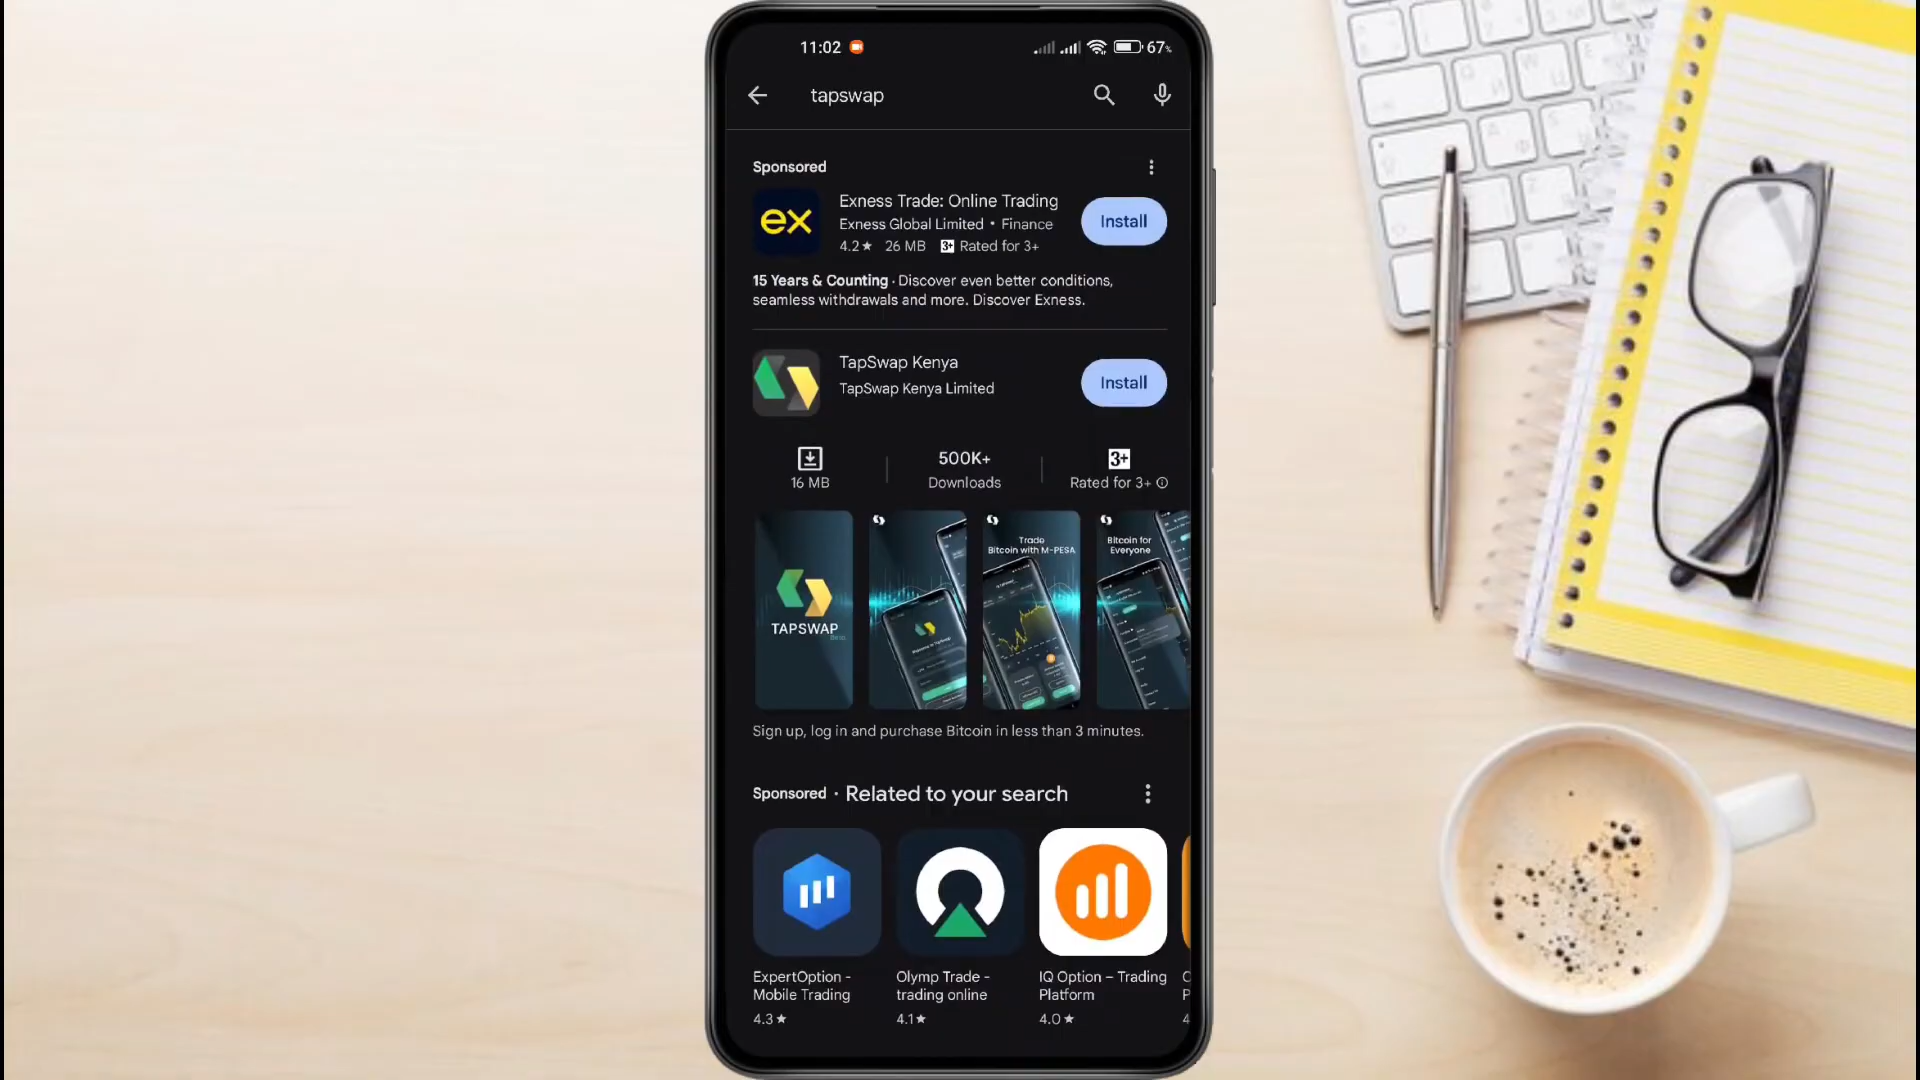 11:02
67%
tapswap
Sponsored
ex
Exness Trade: Online Trading
Exness Global Limited • Finance
4.2★ 26 MB 3+ Rated for 3+
Install
15 Years & Counting · Discover even better conditions,
seamless withdrawals and more. Discover Exness.
TapSwap Kenya
TapSwap Kenya Limited
Install
16 MB
500K+
Downloads
3+
Rated for 3+
TAPSWAP
Trade
Bitcoin with M-PESA
Bitcoin for
Everyone
Sign up, log in and purchase Bitcoin in less than 3 minutes.
Sponsored · Related to your search
ExpertOption -
Mobile Trading
4.3★
Olymp Trade -
trading online
4.1★
IQ Option – Trading
Platform
4.0★